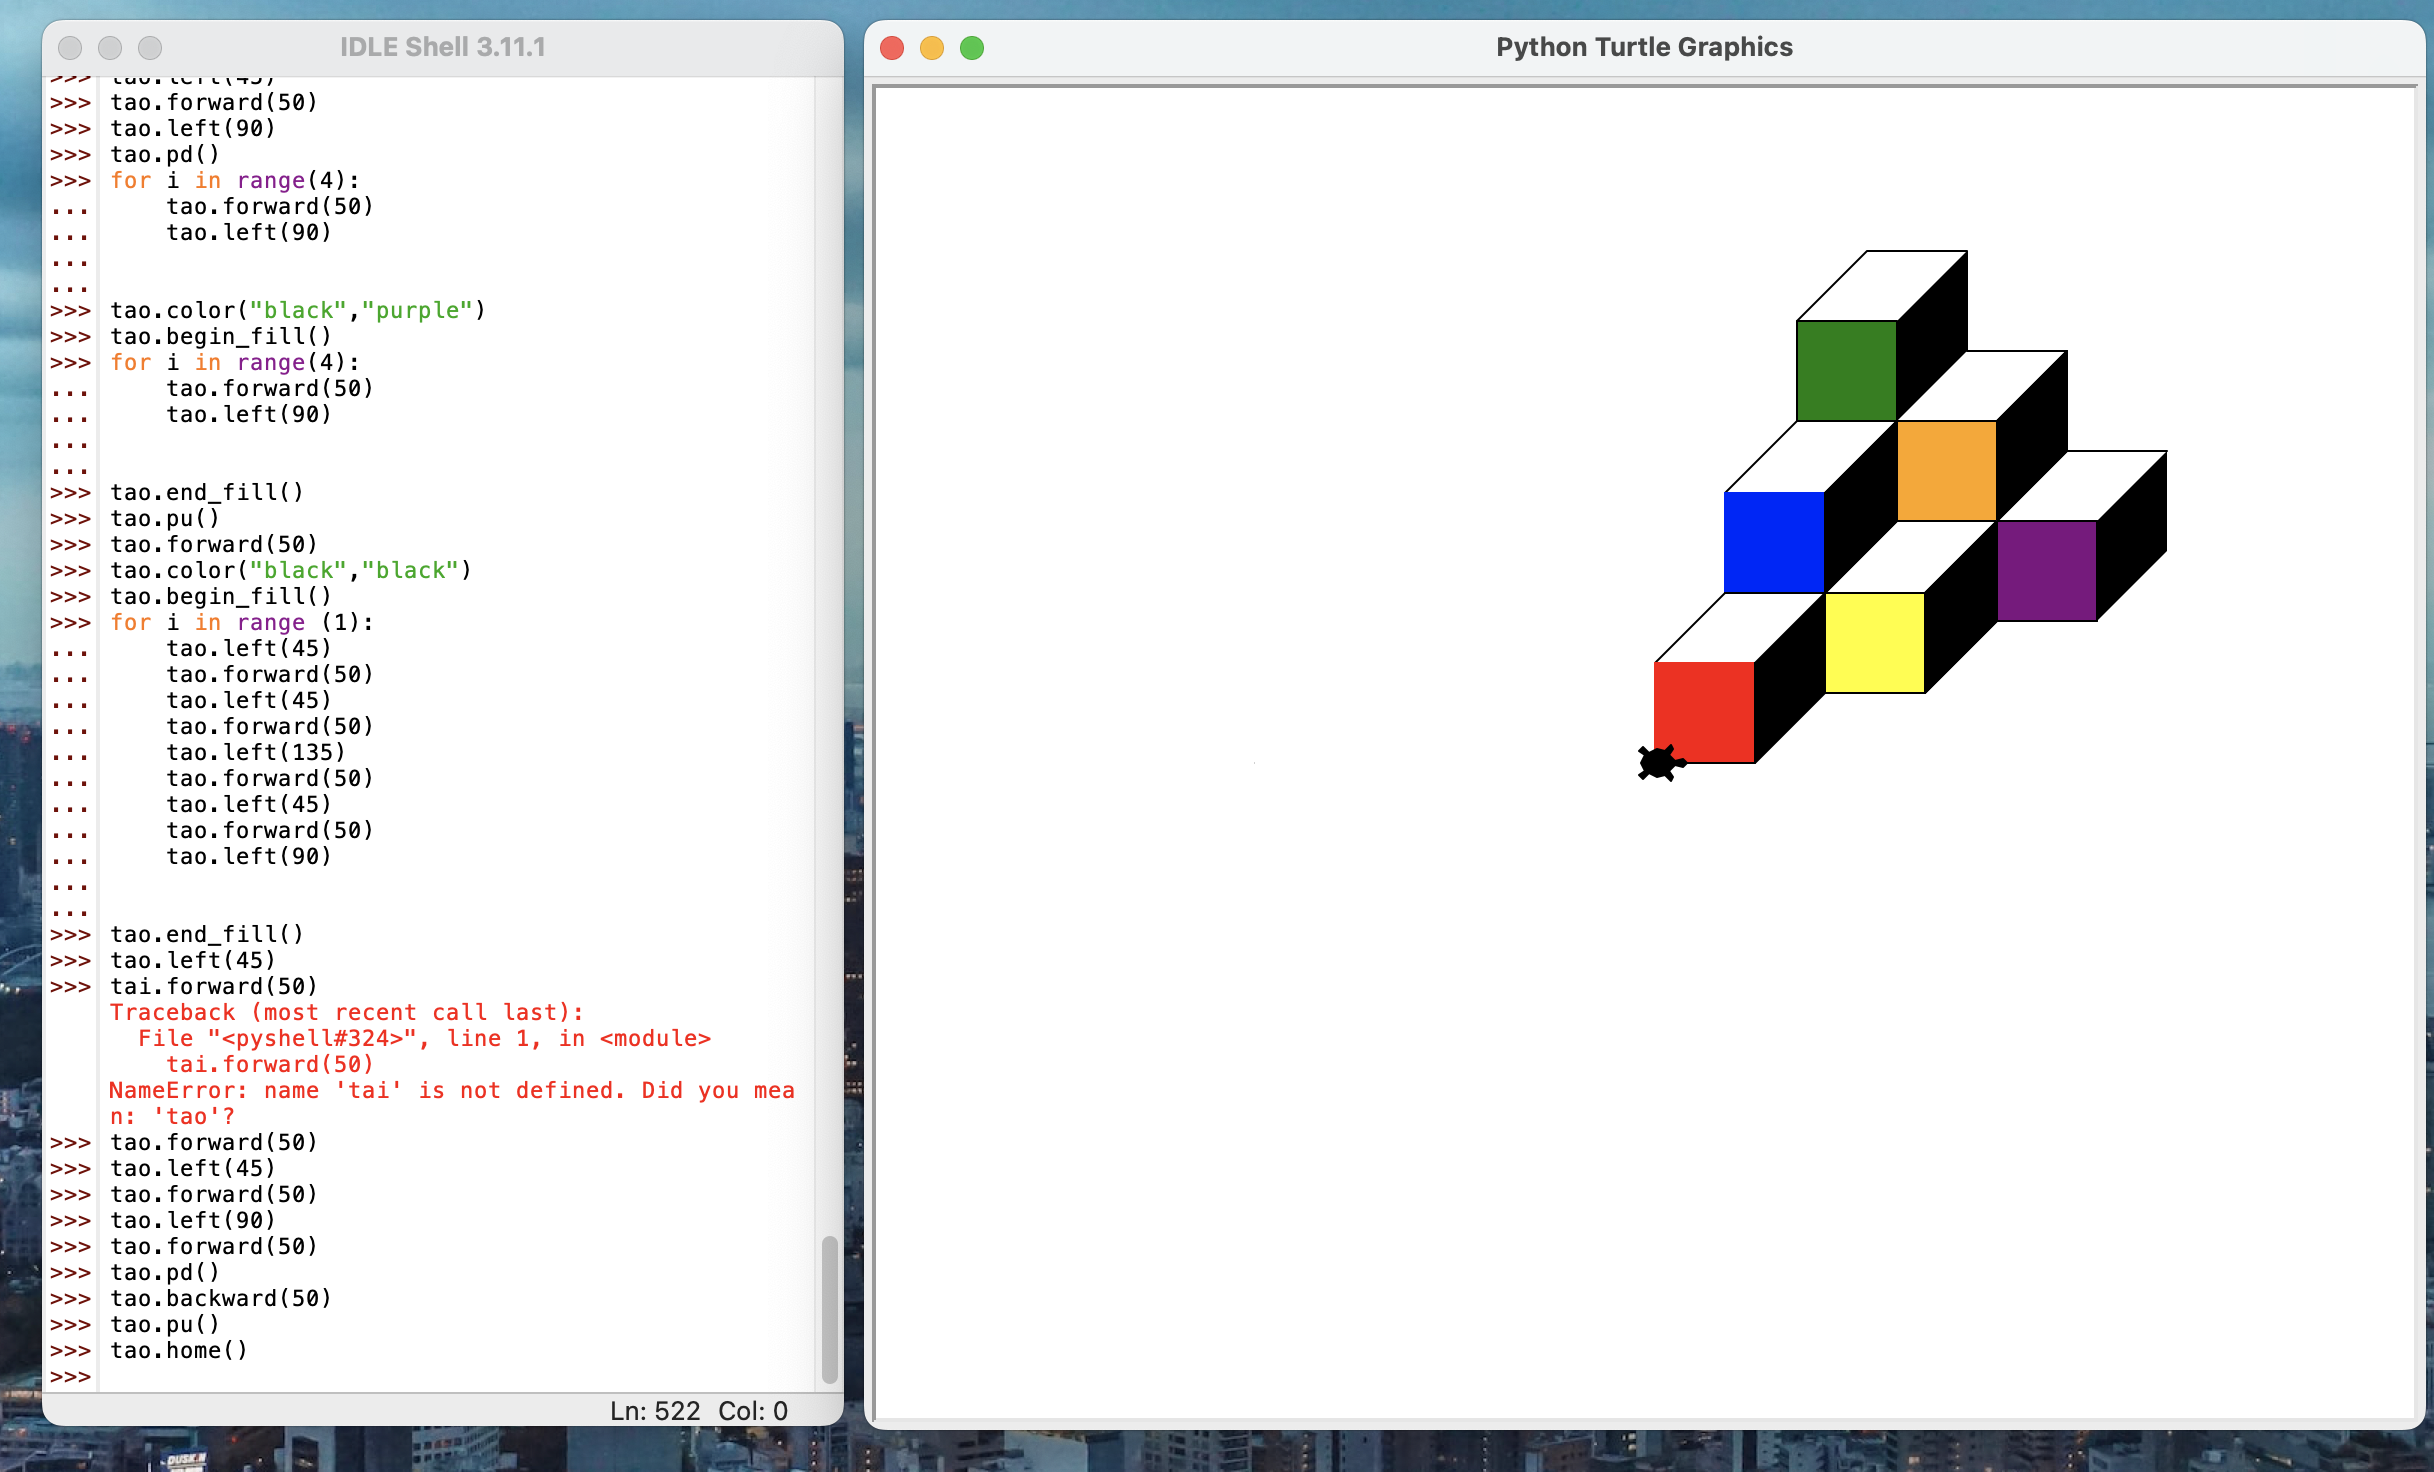 IDLE Shell 3.11.1
>>> tao.left(45)
>>> tao.forward(50)
>>> tao.left(90)
>>> tao.pd()
>>> for i in range(4):
...     tao.forward(50)
...     tao.left(90)
...
...
>>> tao.color("black","purple")
>>> tao.begin_fill()
>>> for i in range(4):
...     tao.forward(50)
...     tao.left(90)
...
...
>>> tao.end_fill()
>>> tao.pu()
>>> tao.forward(50)
>>> tao.color("black","black")
>>> tao.begin_fill()
>>> for i in range (1):
...     tao.left(45)
...     tao.forward(50)
...     tao.left(45)
...     tao.forward(50)
...     tao.left(135)
...     tao.forward(50)
...     tao.left(45)
...     tao.forward(50)
...     tao.left(90)
...
...
>>> tao.end_fill()
>>> tao.left(45)
>>> tai.forward(50)
Traceback (most recent call last):
  File "<pyshell#324>", line 1, in <module>
    tai.forward(50)
NameError: name 'tai' is not defined. Did you mea
n: 'tao'?
>>> tao.forward(50)
>>> tao.left(45)
>>> tao.forward(50)
>>> tao.left(90)
>>> tao.forward(50)
>>> tao.pd()
>>> tao.backward(50)
>>> tao.pu()
>>> tao.home()
>>>
Ln: 522 Col: 0
Python Turtle Graphics